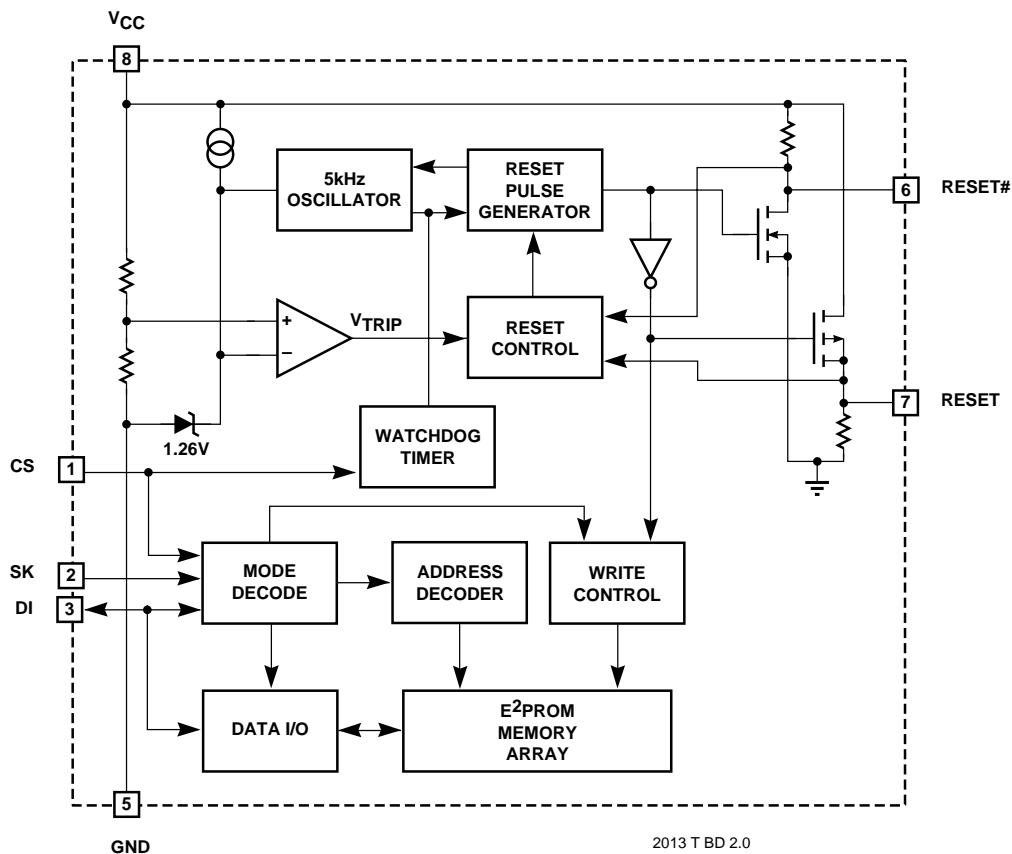 VCC
8
5kHz
OSCILLATOR
RESET
PULSE
GENERATOR
6
RESET#
+
–
VTRIP
RESET
CONTROL
1.26V
WATCHDOG
TIMER
7
RESET
CS
1
SK
2
DI
3
MODE
DECODE
ADDRESS
DECODER
WRITE
CONTROL
DATA I/O
E2PROM
MEMORY
ARRAY
5
GND
2013 T BD 2.0